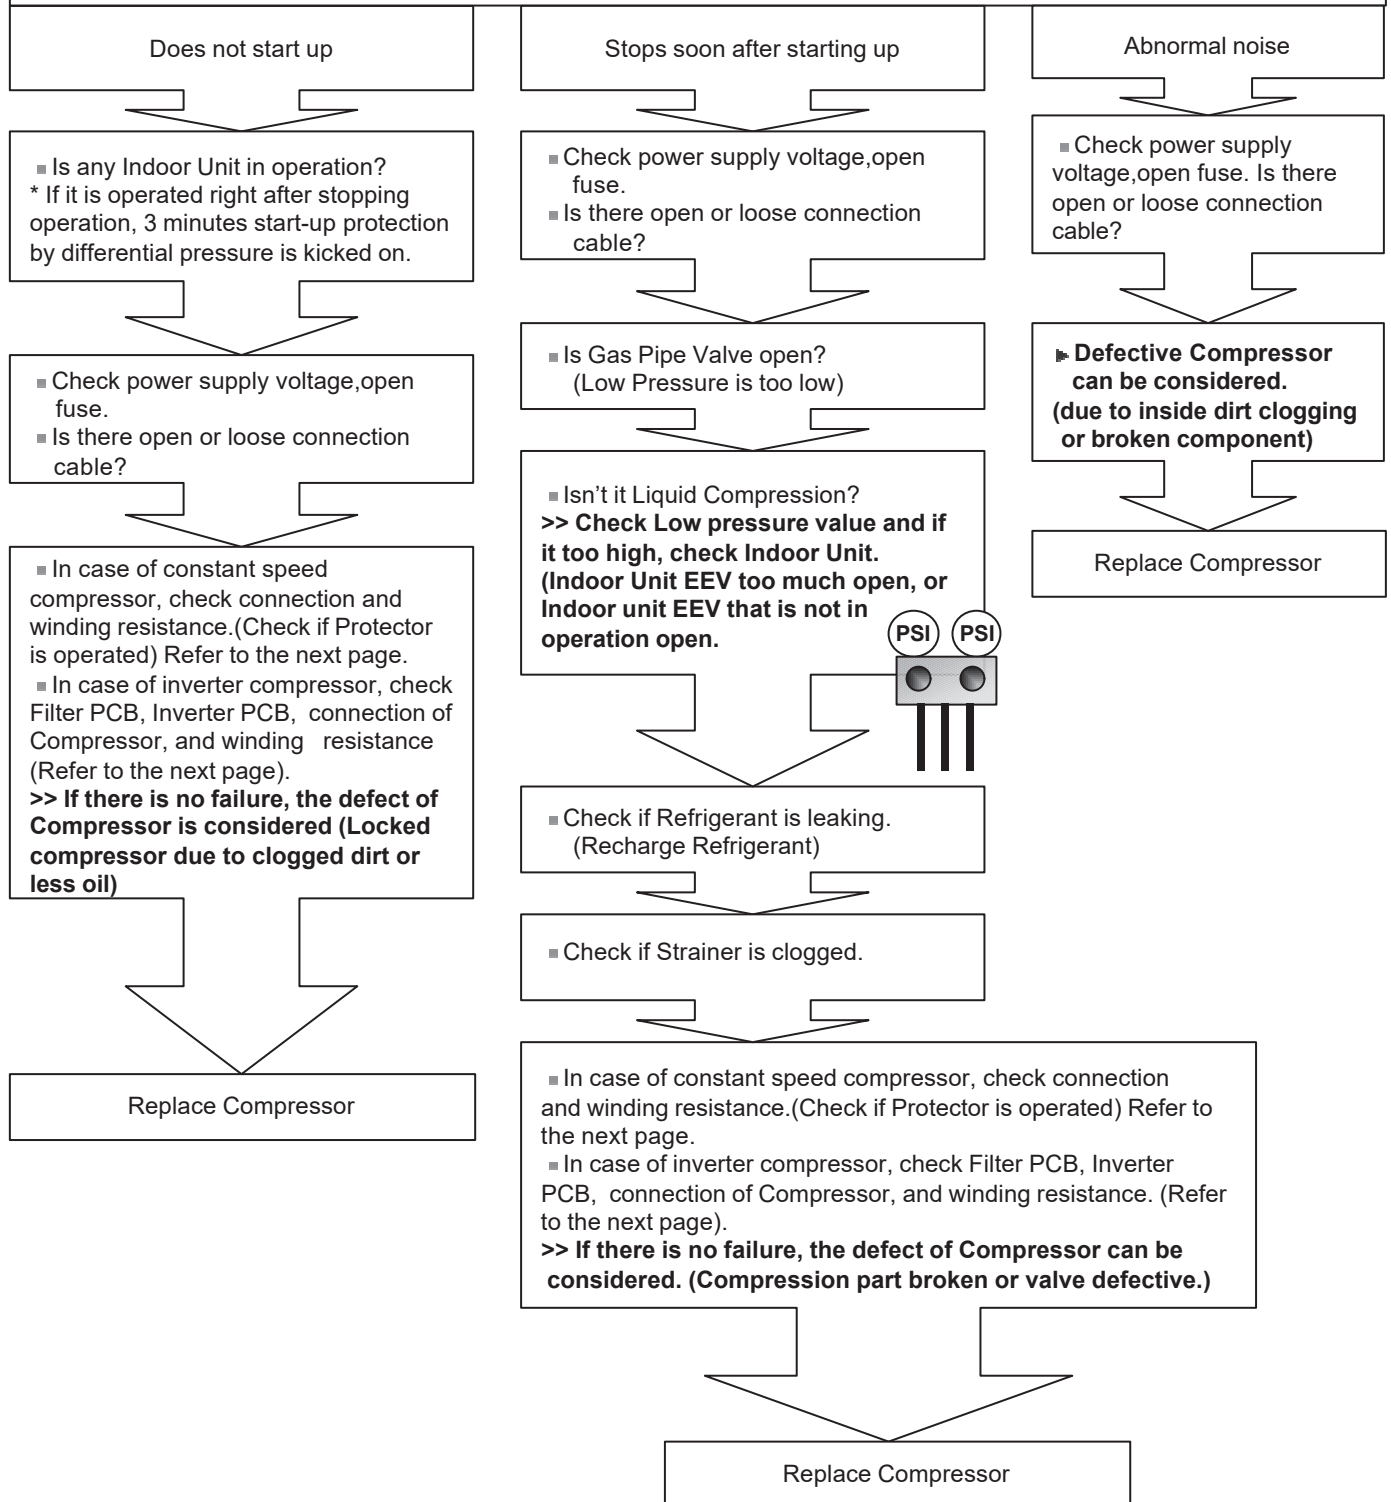 Does not start up
■ Is any Indoor Unit in operation?
* If it is operated right after stopping
operation, 3 minutes start-up protection
by differential pressure is kicked on.
■ Check power supply voltage,open
fuse.
■ Is there open or loose connection
cable?
■ In case of constant speed
compressor, check connection and
winding resistance.(Check if Protector
is operated) Refer to the next page.
■ In case of inverter compressor, check
Filter PCB, Inverter PCB, connection of
Compressor, and winding resistance
(Refer to the next page).
>> If there is no failure, the defect of
Compressor is considered (Locked
compressor due to clogged dirt or
less oil)
Replace Compressor
Stops soon after starting up
■ Check power supply voltage,open
fuse.
■ Is there open or loose connection
cable?
■ Is Gas Pipe Valve open?
(Low Pressure is too low)
■ Isn’t it Liquid Compression?
>> Check Low pressure value and if
it too high, check Indoor Unit.
(Indoor Unit EEV too much open, or
Indoor unit EEV that is not in
operation open.
PSI PSI
■ Check if Refrigerant is leaking.
(Recharge Refrigerant)
■ Check if Strainer is clogged.
■ In case of constant speed compressor, check connection
and winding resistance.(Check if Protector is operated) Refer to
the next page.
■ In case of inverter compressor, check Filter PCB, Inverter
PCB, connection of Compressor, and winding resistance. (Refer
to the next page).
>> If there is no failure, the defect of Compressor can be
considered. (Compression part broken or valve defective.)
Replace Compressor
Abnormal noise
■ Check power supply
voltage,open fuse. Is there
open or loose connection
cable?
▶ Defective Compressor
can be considered.
(due to inside dirt clogging
or broken component)
Replace Compressor